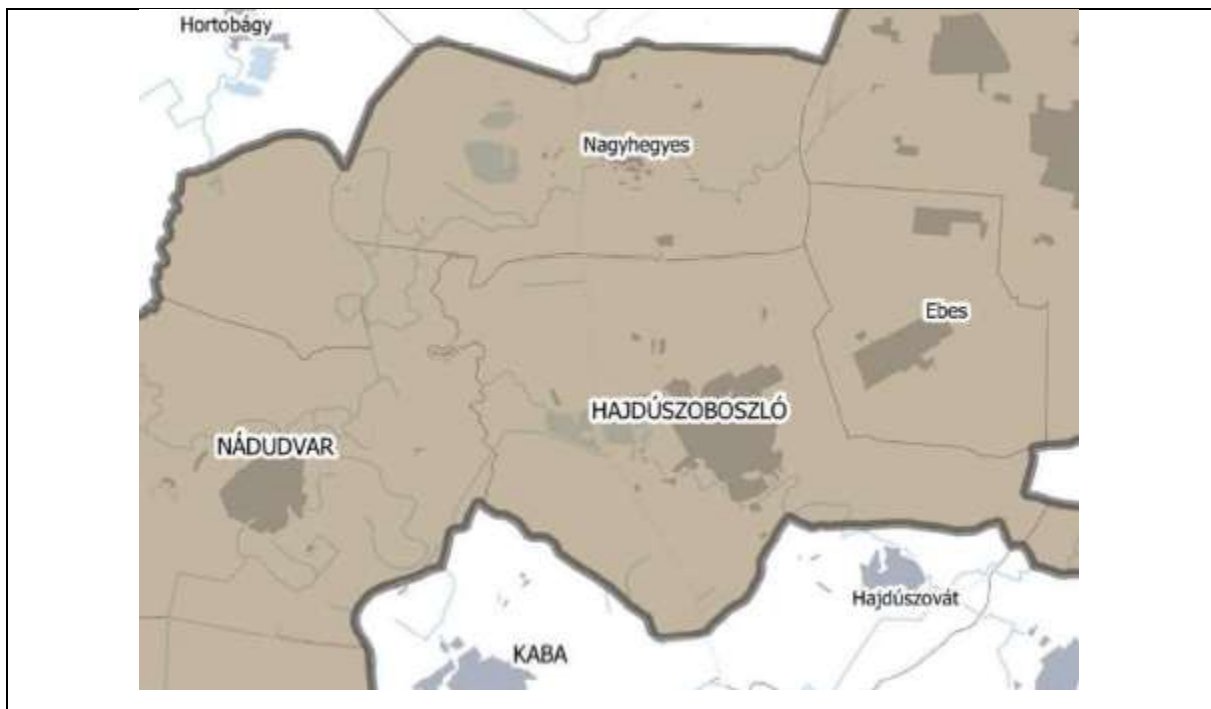 Hortobágy
Nagyhegyes
Ebes
HAJDÚSZOBOSZLÓ
NÁDUDVAR
Hajdúszovát
KABA